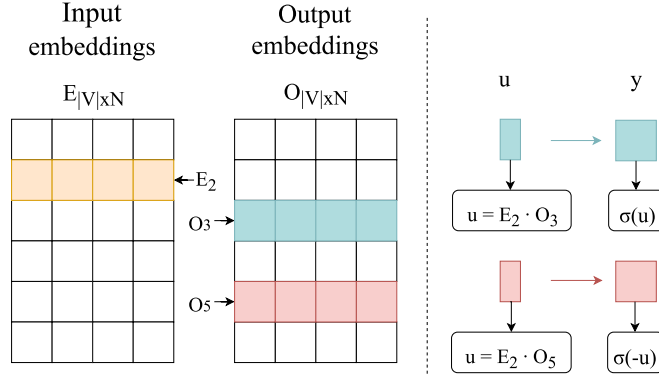 Input
embeddings
Output
embeddings
E|V|xN
O|V|xN
u
y
E2
O3
O5
u = E2 · O3
σ(u)
u = E2 · O5
σ(-u)